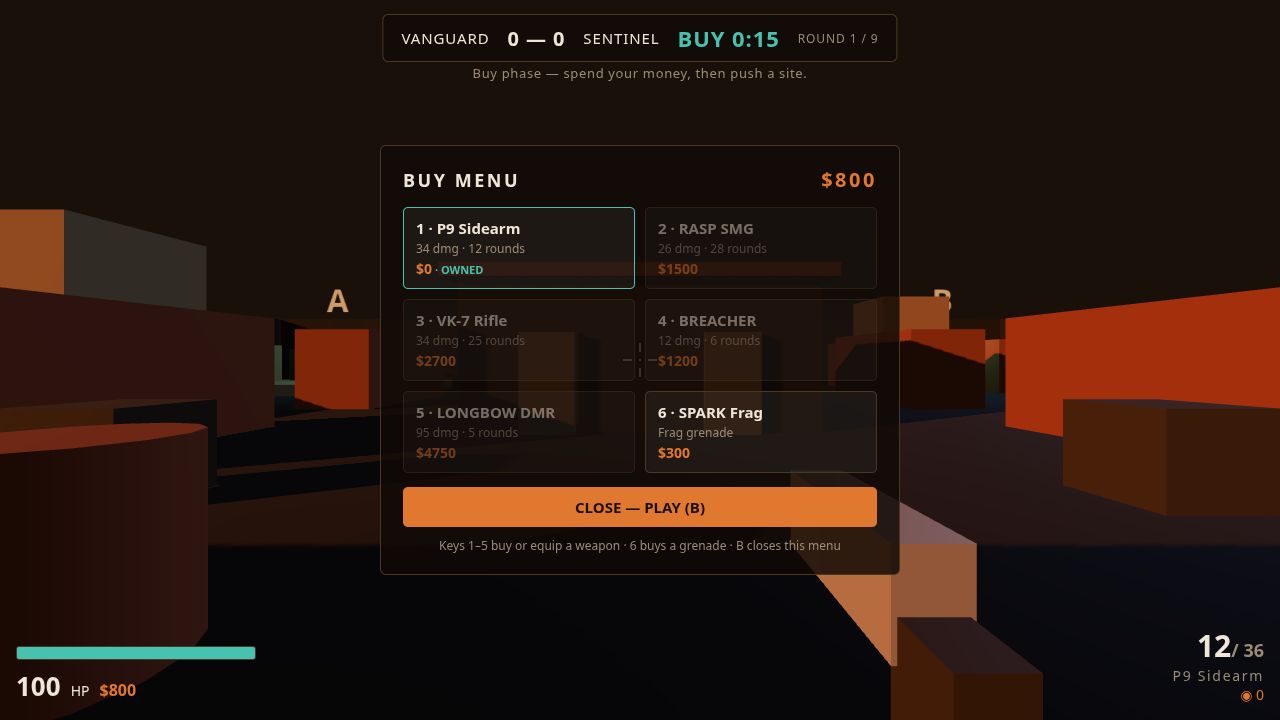 VANGUARD 0 — 0 SENTINEL BUY 0:15 ROUND 1 / 9
Buy phase — spend your money, then push a site.
BUY MENU $800
1 · P9 Sidearm
34 dmg · 12 rounds
$0 · OWNED
2 · RASP SMG
26 dmg · 28 rounds
$1500
A
B
3 · VK-7 Rifle
34 dmg · 25 rounds
$2700
4 · BREACHER
12 dmg · 6 rounds
$1200
5 · LONGBOW DMR
95 dmg · 5 rounds
$4750
6 · SPARK Frag
Frag grenade
$300
CLOSE — PLAY (B)
Keys 1–5 buy or equip a weapon · 6 buys a grenade · B closes this menu
100 HP $800
12 / 36
P9 Sidearm
◉ 0